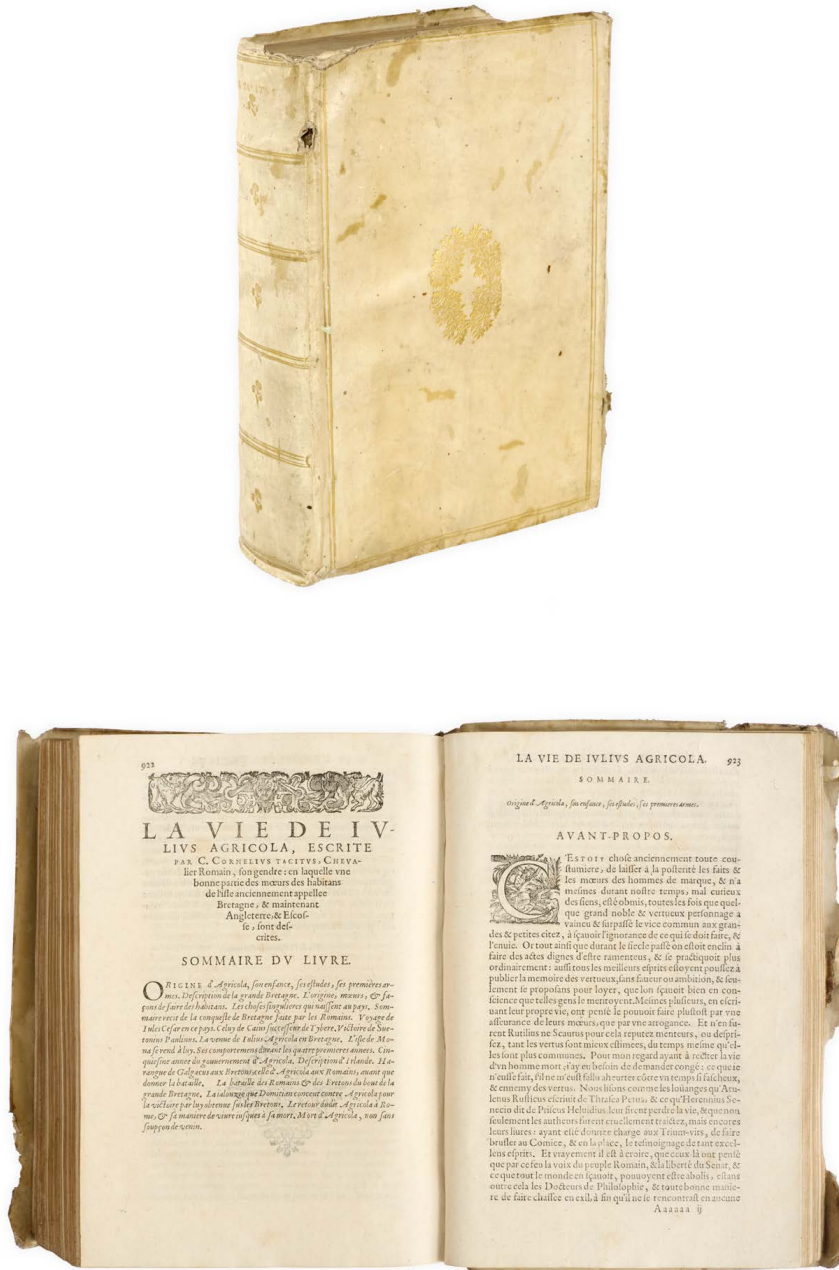 TACITVS
922
LA VIE DE IV-
LIVS AGRICOLA, ESCRITE
PAR C. CORNELIVS TACITVS, CHEVA-
lier Romain, son gendre: en laquelle vne
bonne partie des mœurs des habitans
de l'isle anciennement appellee
Bretagne, & maintenant
Angleterre, & Escos-
se, sont des-
crites.
SOMMAIRE DV LIVRE.
ORIGINE d'Agricola, son enfance, ses estudes, ses premieres ar-
mes. Description de la grande Bretagne. L'origine, mœurs, & fa-
çons de faire des habitans. Les choses singulieres qui naissent au pays. Som-
maire recit de la conqueste de Bretagne faite par les Romains. Voyage de
Iules Cesar en ce pays. Celuy de Caius successeur de Tybere. Victoire de Sue-
tonius Paulinus. La venue de Iulius Agricola en Bretagne. L'isle de Mo-
na se rend à luy. Ses comportemens durant les quatre premieres annees. Cin-
quiesme annee du gouuernement d'Agricola. Description d'Irlande. Ha-
rangue de Galgacus aux Bretons, celle d'Agricola aux Romains, auant que
donner la bataille. La bataille des Romains & des Bretons du bout de la
grande Bretagne. La ialouzie que Domitian conceut contre Agricola pour
la victoire par luy obtenue sus les Bretons. Le retour dudit Agricola à Ro-
me, & sa maniere de viure iusques à sa mort. Mort d'Agricola, non sans
soupçon de venin.
LA VIE DE IVLIVS AGRICOLA. 923
SOMMAIRE.
Origine d'Agricola, son enfance, ses estudes, ses premieres armes.
AVANT-PROPOS.
C'ESTOIT chose anciennement toute cou-
stumiere, de laisser à la posterité les faits &
les mœurs des hommes de marque, & n'a
mesmes durant nostre temps, mal curieux
des siens, esté obmis, toutes les fois que quel-
que grand noble & vertueux personnage a
vaincu & surpassé le vice commun aux gran-
des & petites citez, à sçauoir l'ignorance de ce qui se doit faire, &
l'enuie. Or tout ainsi que durant le siecle passé on estoit enclin à
faire des actes dignes d'estre ramenteus, & se practiquoit plus
ordinairement: aussi tous les meilleurs esprits estoyent poussez à
publier la memoire des vertueux, sans faueur ou ambition, & seu-
lement se proposans pour loyer, que lon sçauoit bien en con-
science que telles gens le meritoyent. Mesmes plusieurs, en escri-
uant leur propre vie, ont pensé le pouuoir faire plustost par vne
asseurance de leurs mœurs, que par vne arrogance. Et n'en fu-
rent Rutilius ne Scaurus pour cela reputez menteurs, ou despri-
sez, tant les vertus sont mieux estimees, du temps mesme qu'el-
les sont plus communes. Pour mon regard ayant à reciter la vie
d'vn homme mort, i'ay eu besoin de demander congé: ce que ie
n'eusse fait, s'il ne m'eust fallu aheurter côtre vn temps si fascheux,
& ennemy des vertus. Nous lisons comme les louanges qu'Aru-
lenus Rusticus escriuit de Thrasea Petus, & ce qu'Herennius Se-
necio dit de Priscus Heluidius leur firent perdre la vie, & que non
seulement les autheurs furent cruellement traictez, mais encores
leurs liures: ayant esté donnee charge aux Trium-virs, de faire
brusler au Comice, & en la place, le tesmoignage de tant excel-
lens esprits. Et vrayement il est à croire, que ceux-là ont pensé
que par ce feu la voix du peuple Romain, & la liberté du Senat, &
ce que tout le monde en sçauoit, pouuoyent estre abolis, estans
outre cela les Docteurs de Philosophie, & toute bonne manie-
re de faire chassee en exil, à fin qu'il ne se rencontrast en aucune
Aaaaaa ij